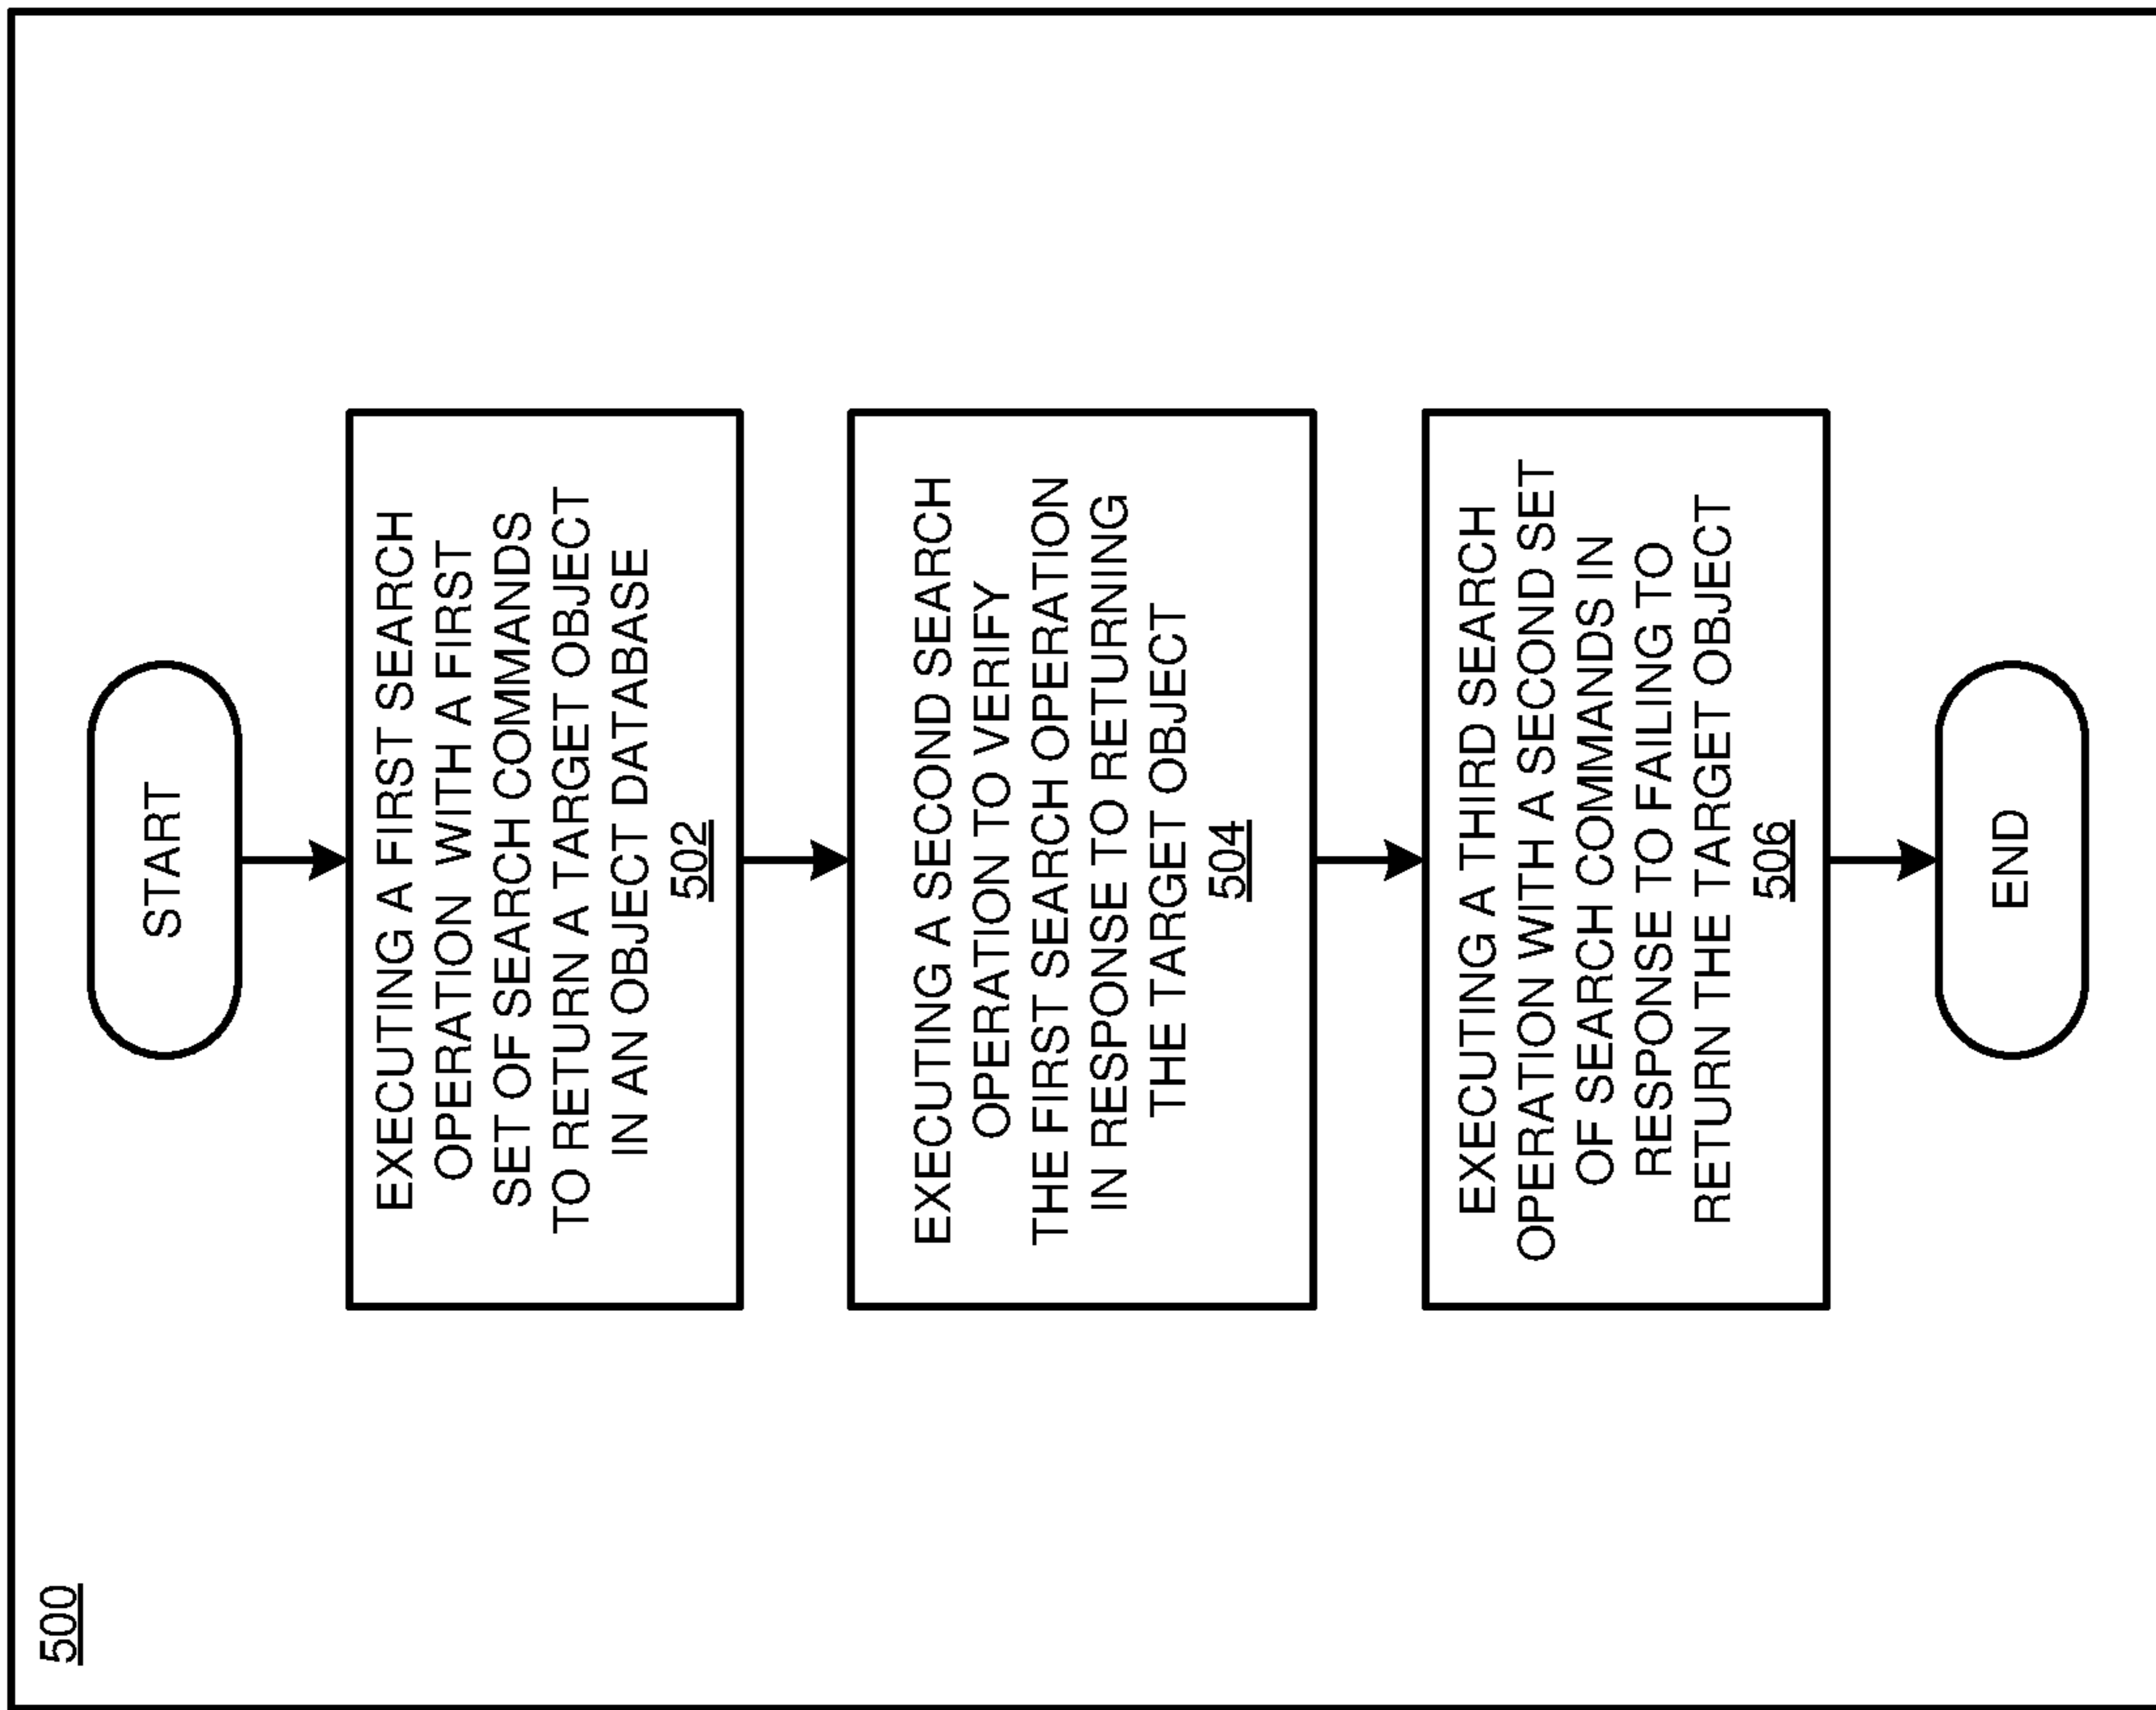 500
START
EXECUTING A FIRST SEARCH
OPERATION WITH A FIRST
SET OF SEARCH COMMANDS
TO RETURN A TARGET OBJECT
IN AN OBJECT DATABASE
502
EXECUTING A SECOND SEARCH
OPERATION TO VERIFY
THE FIRST SEARCH OPERATION
IN RESPONSE TO RETURNING
THE TARGET OBJECT
504
EXECUTING A THIRD SEARCH
OPERATION WITH A SECOND SET
OF SEARCH COMMANDS IN
RESPONSE TO FAILING TO
RETURN THE TARGET OBJECT
506
END